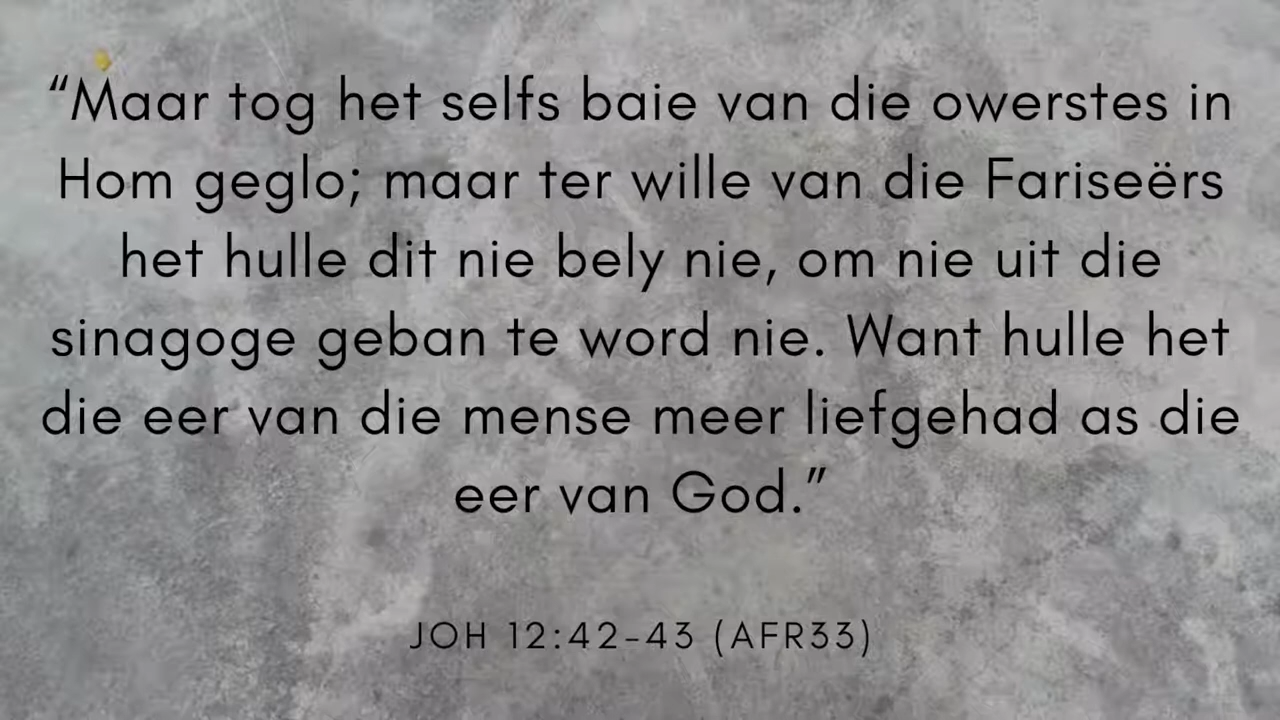 “Maar tog het selfs baie van die owerstes in
Hom geglo; maar ter wille van die Fariseërs
het hulle dit nie bely nie, om nie uit die
sinagoge geban te word nie. Want hulle het
die eer van die mense meer liefgehad as die
eer van God.”
JOH 12:42-43 (AFR33)